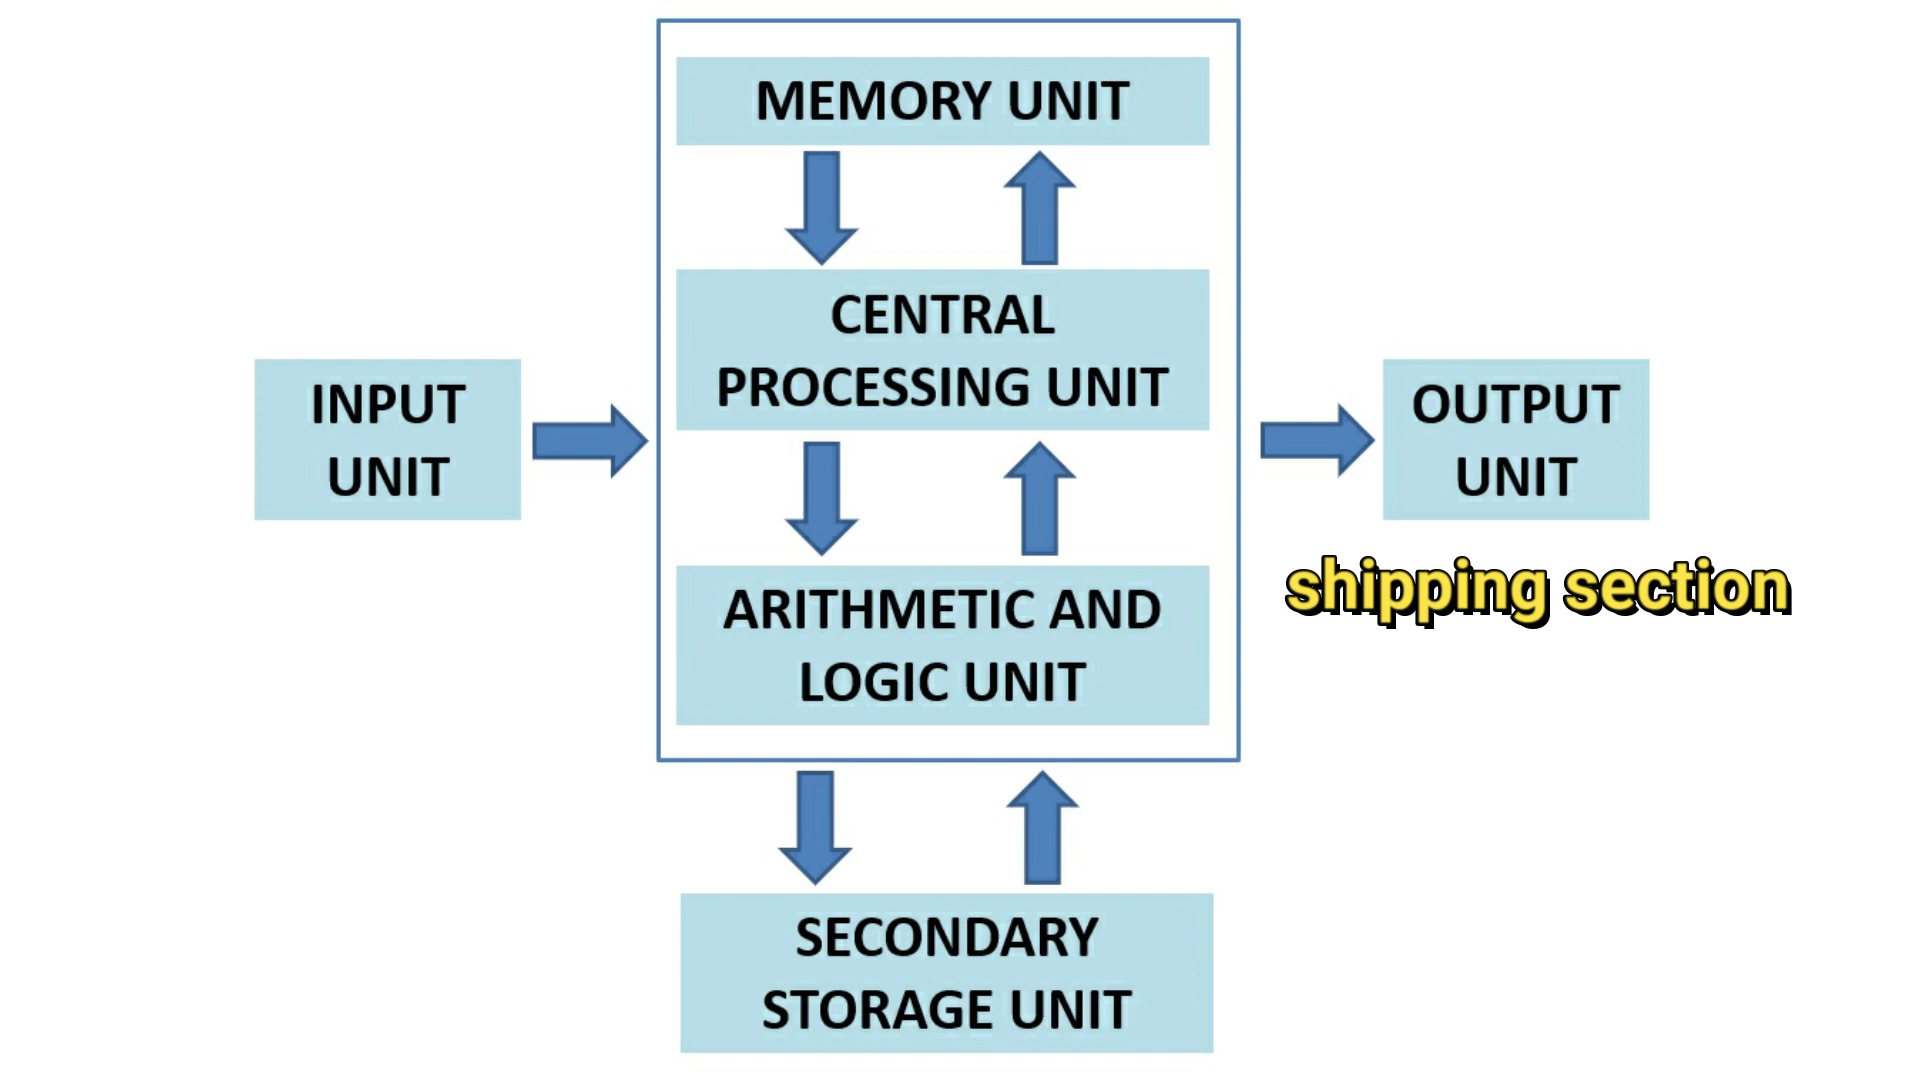 MEMORY UNIT
CENTRAL
PROCESSING UNIT
INPUT
UNIT
OUTPUT
UNIT
shipping section
ARITHMETIC AND
LOGIC UNIT
SECONDARY
STORAGE UNIT